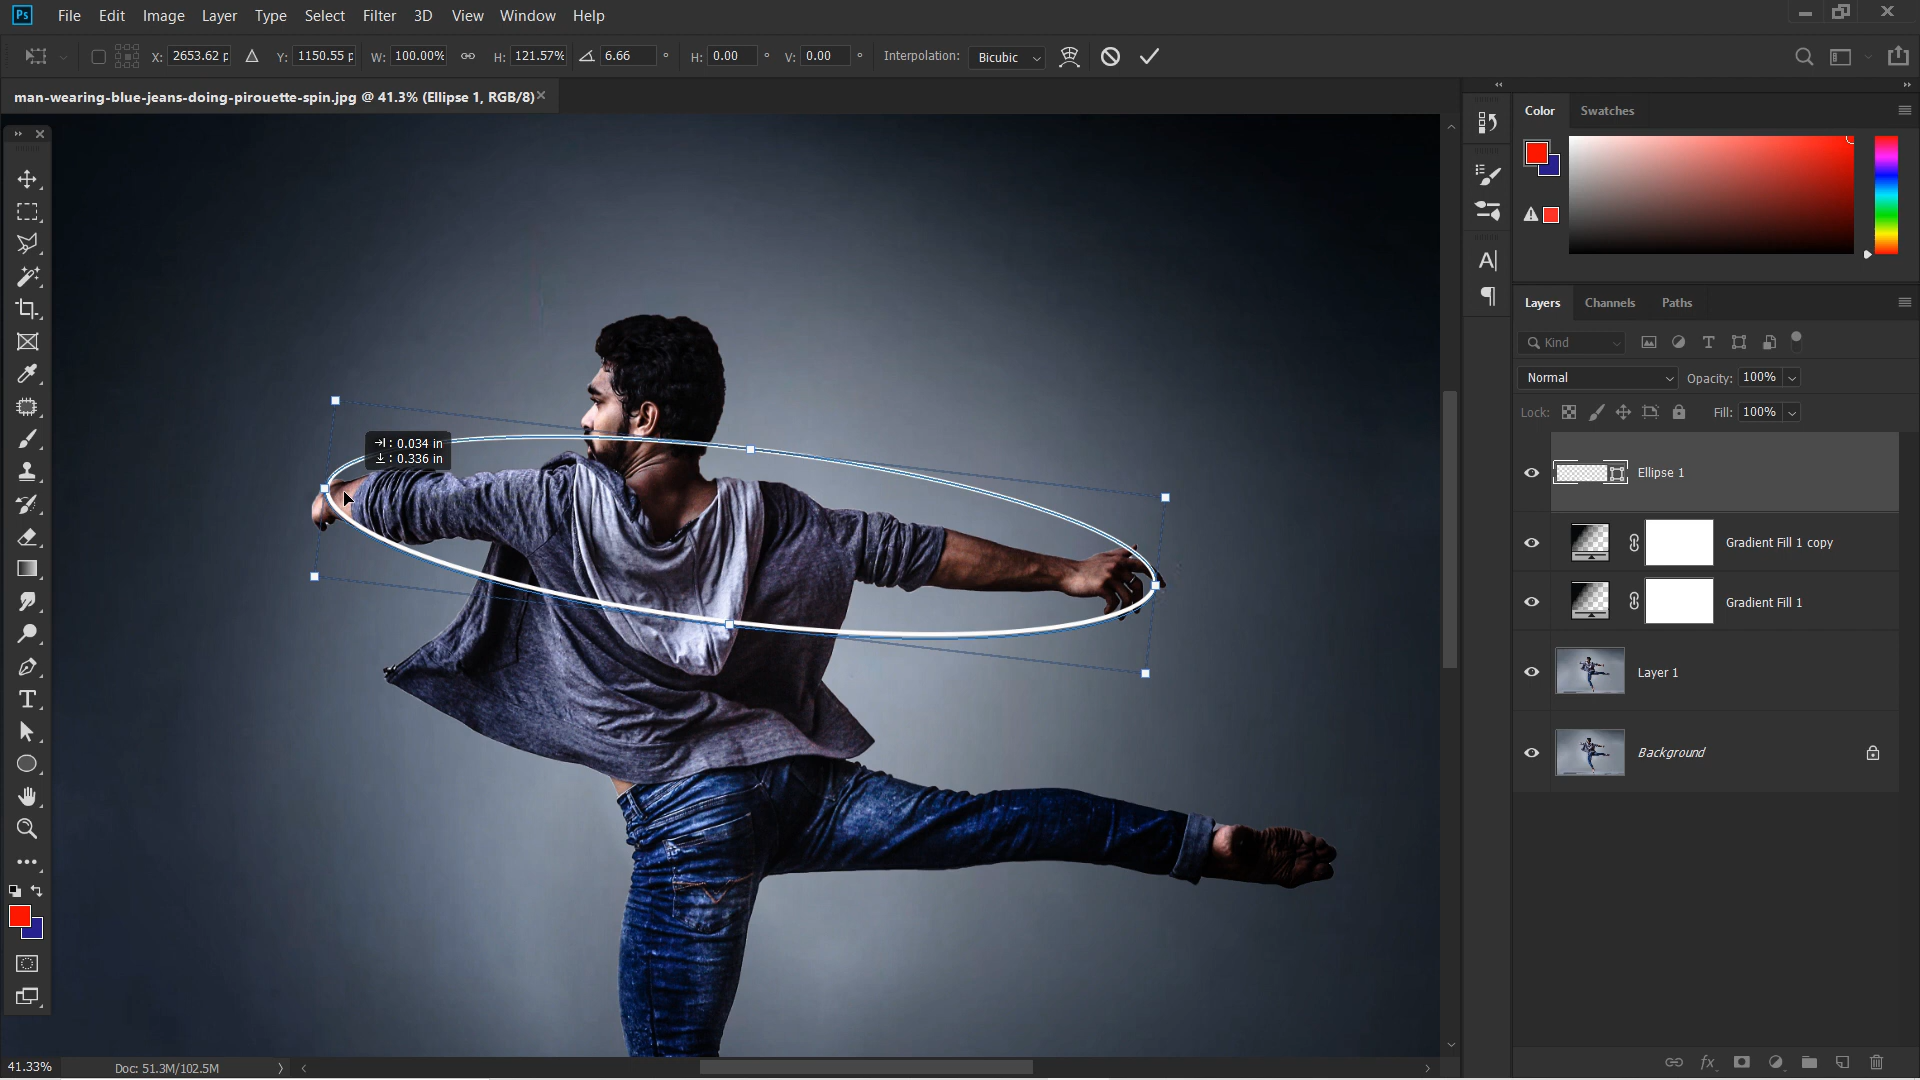 Ps File Edit Image Layer Type Select Filter 3D View Window Help
X: 2653.62 p Y: 1150.55 p W: 100.00% H: 121.57% 6.66 ° H: 0.00 ° V: 0.00 ° Interpolation: Bicubic
man-wearing-blue-jeans-doing-pirouette-spin.jpg @ 41.3% (Ellipse 1, RGB/8)
Color Swatches
Layers Channels Paths
Kind
Normal Opacity: 100%
Lock: Fill: 100%
: 0.034 in
: 0.336 in
Ellipse 1
Gradient Fill 1 copy
Gradient Fill 1
Layer 1
Background
41.33% Doc: 51.3M/102.5M
fx